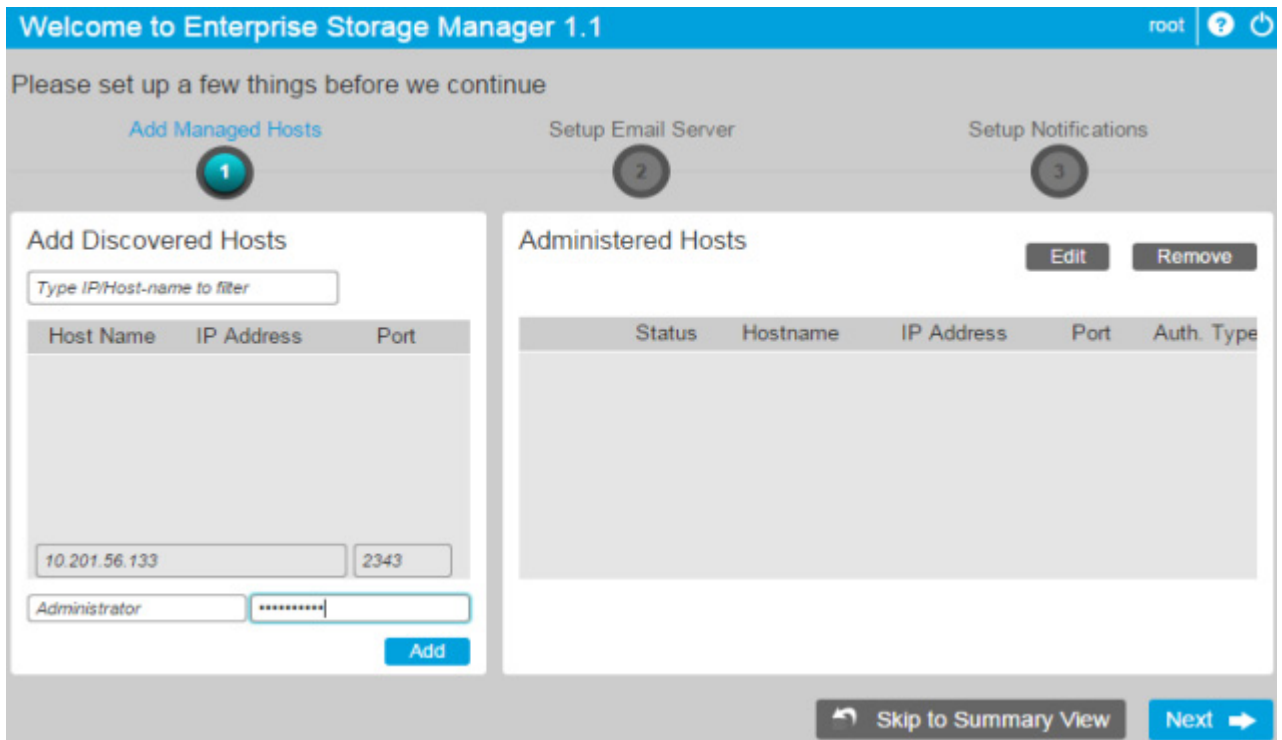 Welcome to Enterprise Storage Manager 1.1
root
?
Please set up a few things before we continue
Add Managed Hosts
Setup Email Server
Setup Notifications
1
2
3
Add Discovered Hosts
Type IP/Host-name to filter
Host Name IP Address Port
10.201.56.133
2343
Administrator
••••••••••
Add
Administered Hosts
Edit
Remove
Status Hostname IP Address Port Auth. Type
Skip to Summary View
Next